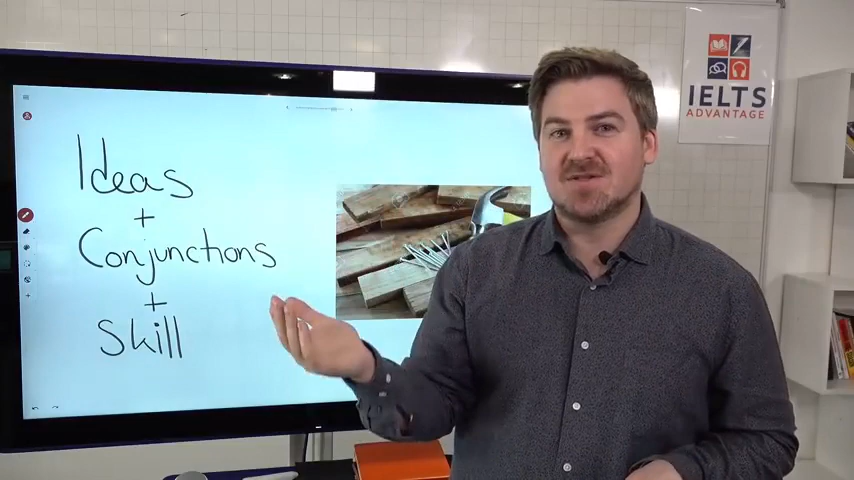 Ideas
+
Conjunctions
+
Skill
IELTS
ADVANTAGE